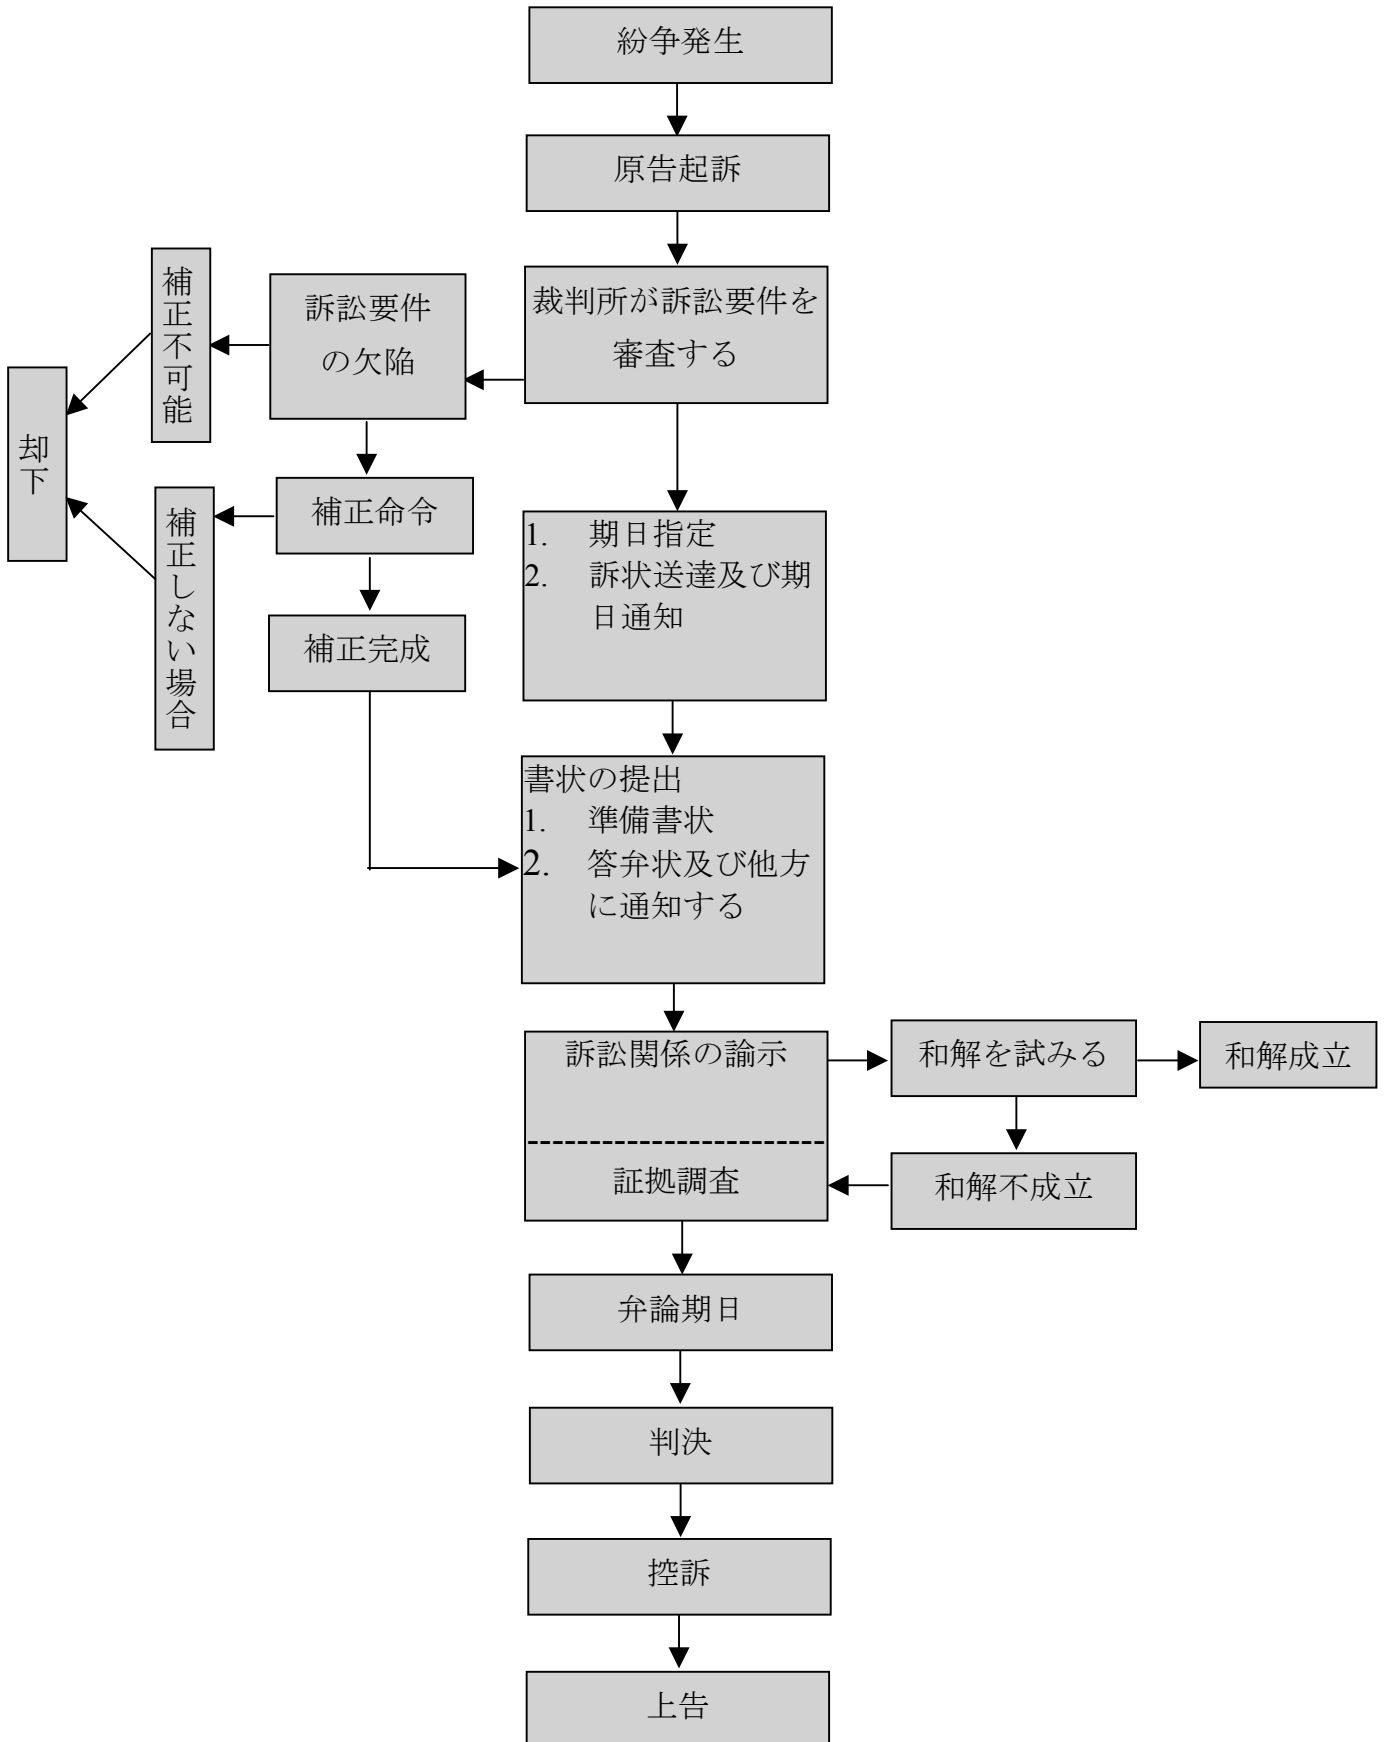 紛争発生
原告起訴
裁判所が訴訟要件を
審査する
訴訟要件
の欠陥
補正不可能
却下
補正命令
補正しない場合
補正完成
1. 期日指定
2. 訴状送達及び期
日通知
書状の提出
1. 準備書状
2. 答弁状及び他方
に通知する
訴訟関係の諭示
和解を試みる
和解成立
証拠調査
和解不成立
弁論期日
判決
控訴
上告